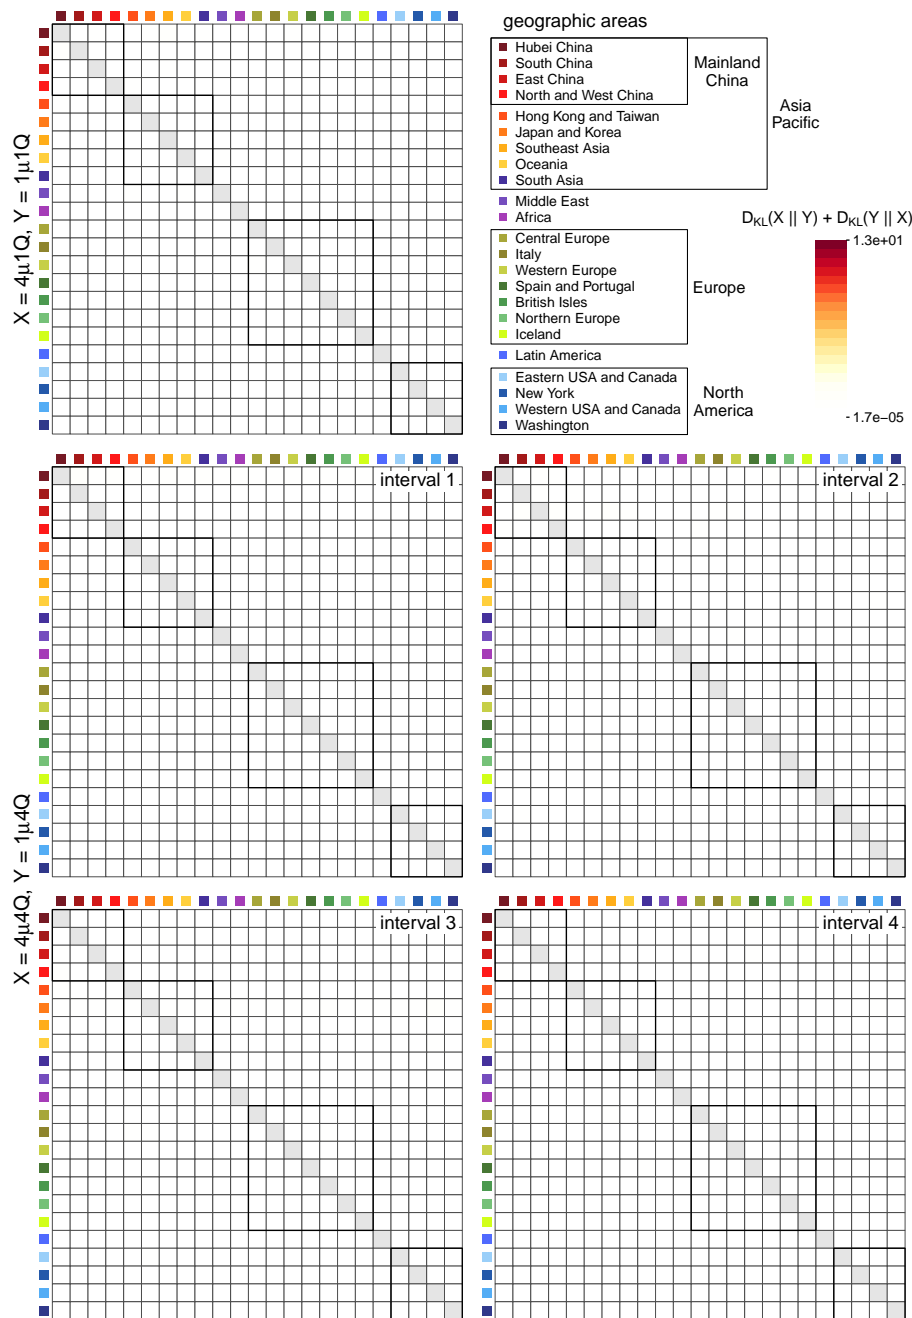 geographic areas
Hubei China
South China
East China
North and West China
Mainland
China
Hong Kong and Taiwan
Japan and Korea
Southeast Asia
Oceania
South Asia
Asia
Pacific
Middle East
Africa
Central Europe
Italy
Western Europe
Spain and Portugal
British Isles
Northern Europe
Iceland
Europe
Latin America
Eastern USA and Canada
New York
Western USA and Canada
Washington
North
America
DKL(X || Y) + DKL(Y || X)
1.3e+01
1.7e−05
X = 4μ1Q, Y = 1μ1Q
interval 1
interval 2
X = 4μ4Q, Y = 1μ4Q
interval 3
interval 4